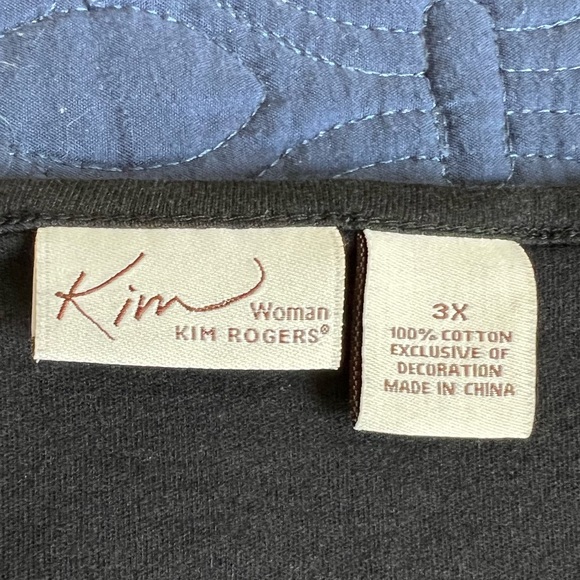 Kim Woman
KIM ROGERS®
3X
100% COTTON
EXCLUSIVE OF
DECORATION
MADE IN CHINA